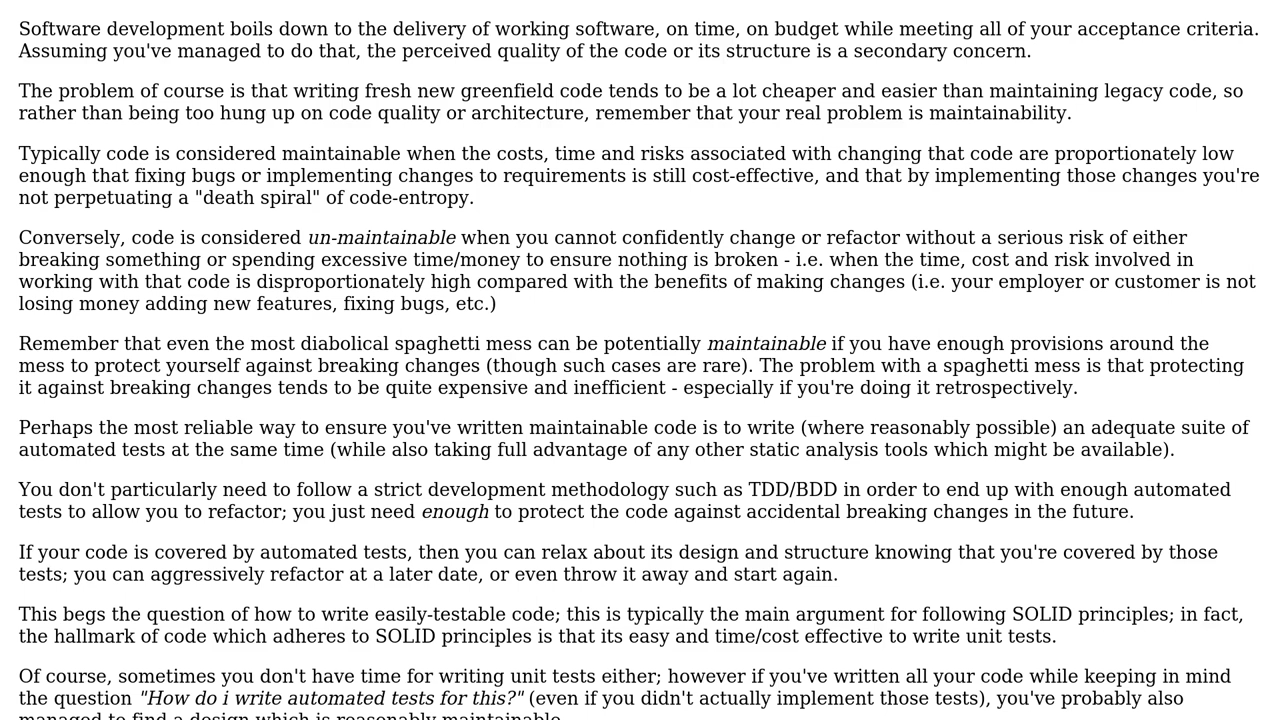 Software development boils down to the delivery of working software, on time, on budget while meeting all of your acceptance criteria.
Assuming you've managed to do that, the perceived quality of the code or its structure is a secondary concern.
The problem of course is that writing fresh new greenfield code tends to be a lot cheaper and easier than maintaining legacy code, so
rather than being too hung up on code quality or architecture, remember that your real problem is maintainability.
Typically code is considered maintainable when the costs, time and risks associated with changing that code are proportionately low
enough that fixing bugs or implementing changes to requirements is still cost-effective, and that by implementing those changes you're
not perpetuating a "death spiral" of code-entropy.
Conversely, code is considered un-maintainable when you cannot confidently change or refactor without a serious risk of either
breaking something or spending excessive time/money to ensure nothing is broken - i.e. when the time, cost and risk involved in
working with that code is disproportionately high compared with the benefits of making changes (i.e. your employer or customer is not
losing money adding new features, fixing bugs, etc.)
Remember that even the most diabolical spaghetti mess can be potentially maintainable if you have enough provisions around the
mess to protect yourself against breaking changes (though such cases are rare). The problem with a spaghetti mess is that protecting
it against breaking changes tends to be quite expensive and inefficient - especially if you're doing it retrospectively.
Perhaps the most reliable way to ensure you've written maintainable code is to write (where reasonably possible) an adequate suite of
automated tests at the same time (while also taking full advantage of any other static analysis tools which might be available).
You don't particularly need to follow a strict development methodology such as TDD/BDD in order to end up with enough automated
tests to allow you to refactor; you just need enough to protect the code against accidental breaking changes in the future.
If your code is covered by automated tests, then you can relax about its design and structure knowing that you're covered by those
tests; you can aggressively refactor at a later date, or even throw it away and start again.
This begs the question of how to write easily-testable code; this is typically the main argument for following SOLID principles; in fact,
the hallmark of code which adheres to SOLID principles is that its easy and time/cost effective to write unit tests.
Of course, sometimes you don't have time for writing unit tests either; however if you've written all your code while keeping in mind
the question "How do i write automated tests for this?" (even if you didn't actually implement those tests), you've probably also
managed to find a design which is reasonably maintainable.